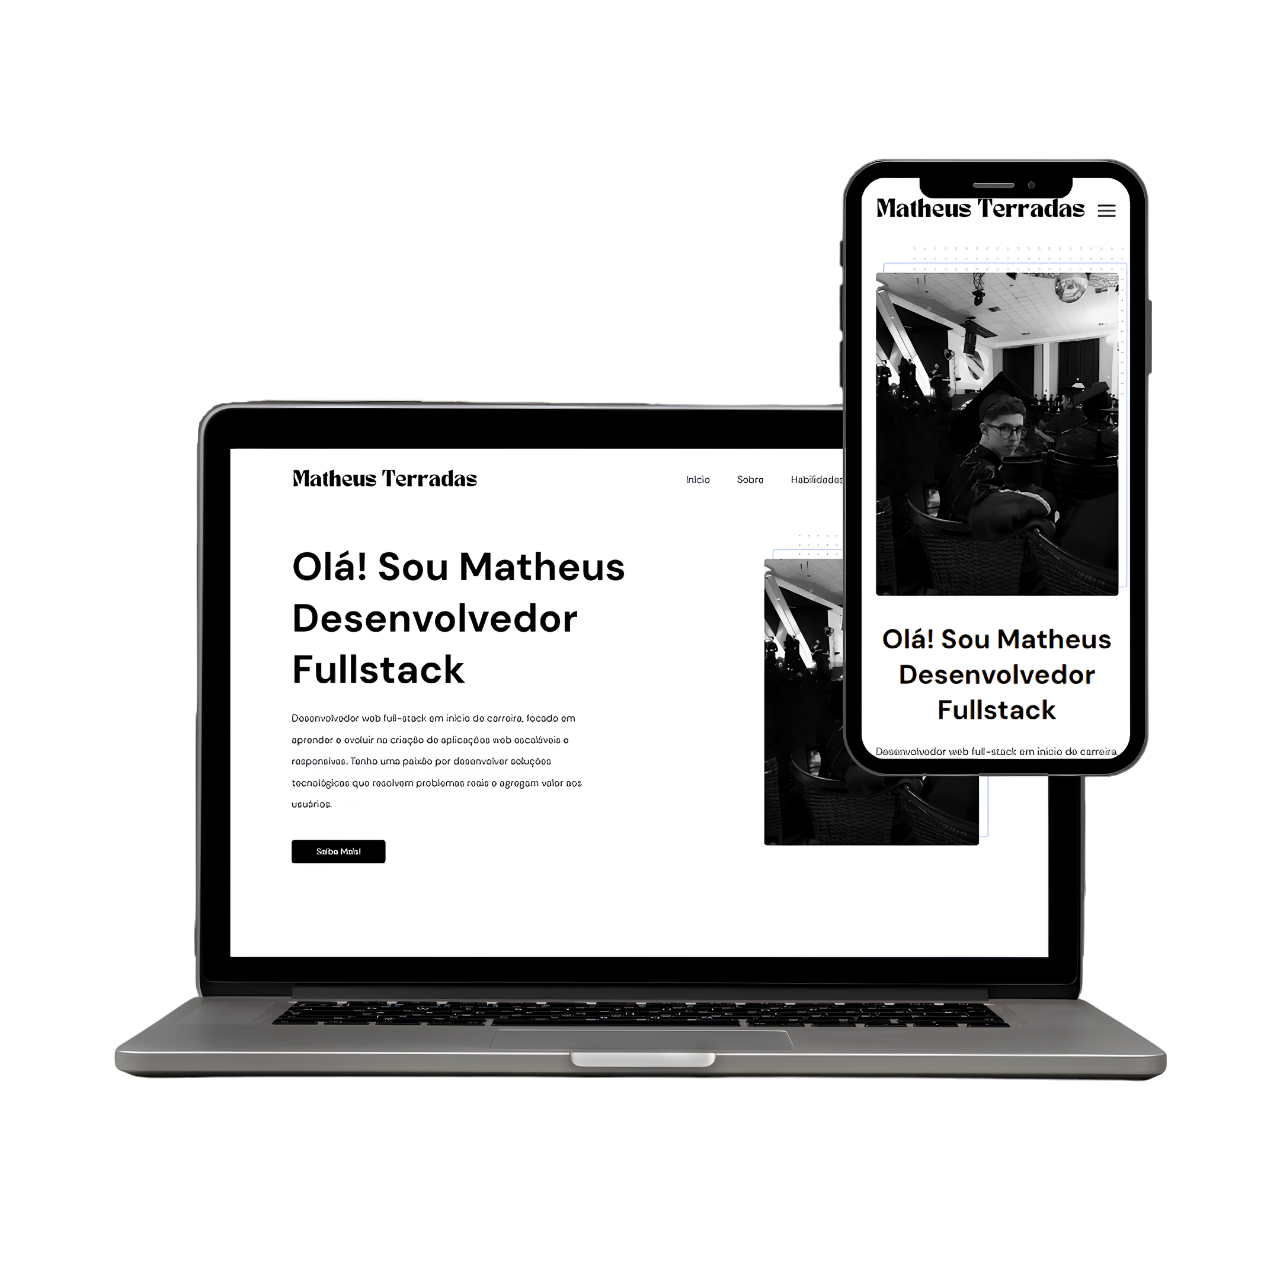 Matheus Terradas
Início
Sobre
Habilidades
Olá! Sou Matheus
Desenvolvedor
Fullstack
Desenvolvedor web full-stack em início de carreira, focado em
aprender e evoluir na criação de aplicações web escaláveis e
responsivas. Tenho uma paixão por desenvolver soluções
tecnológicas que resolvem problemas reais e agregam valor aos
usuários.
Saiba Mais!
Matheus Terradas
Olá! Sou Matheus
Desenvolvedor
Fullstack
Desenvolvedor web full-stack em início de carreira